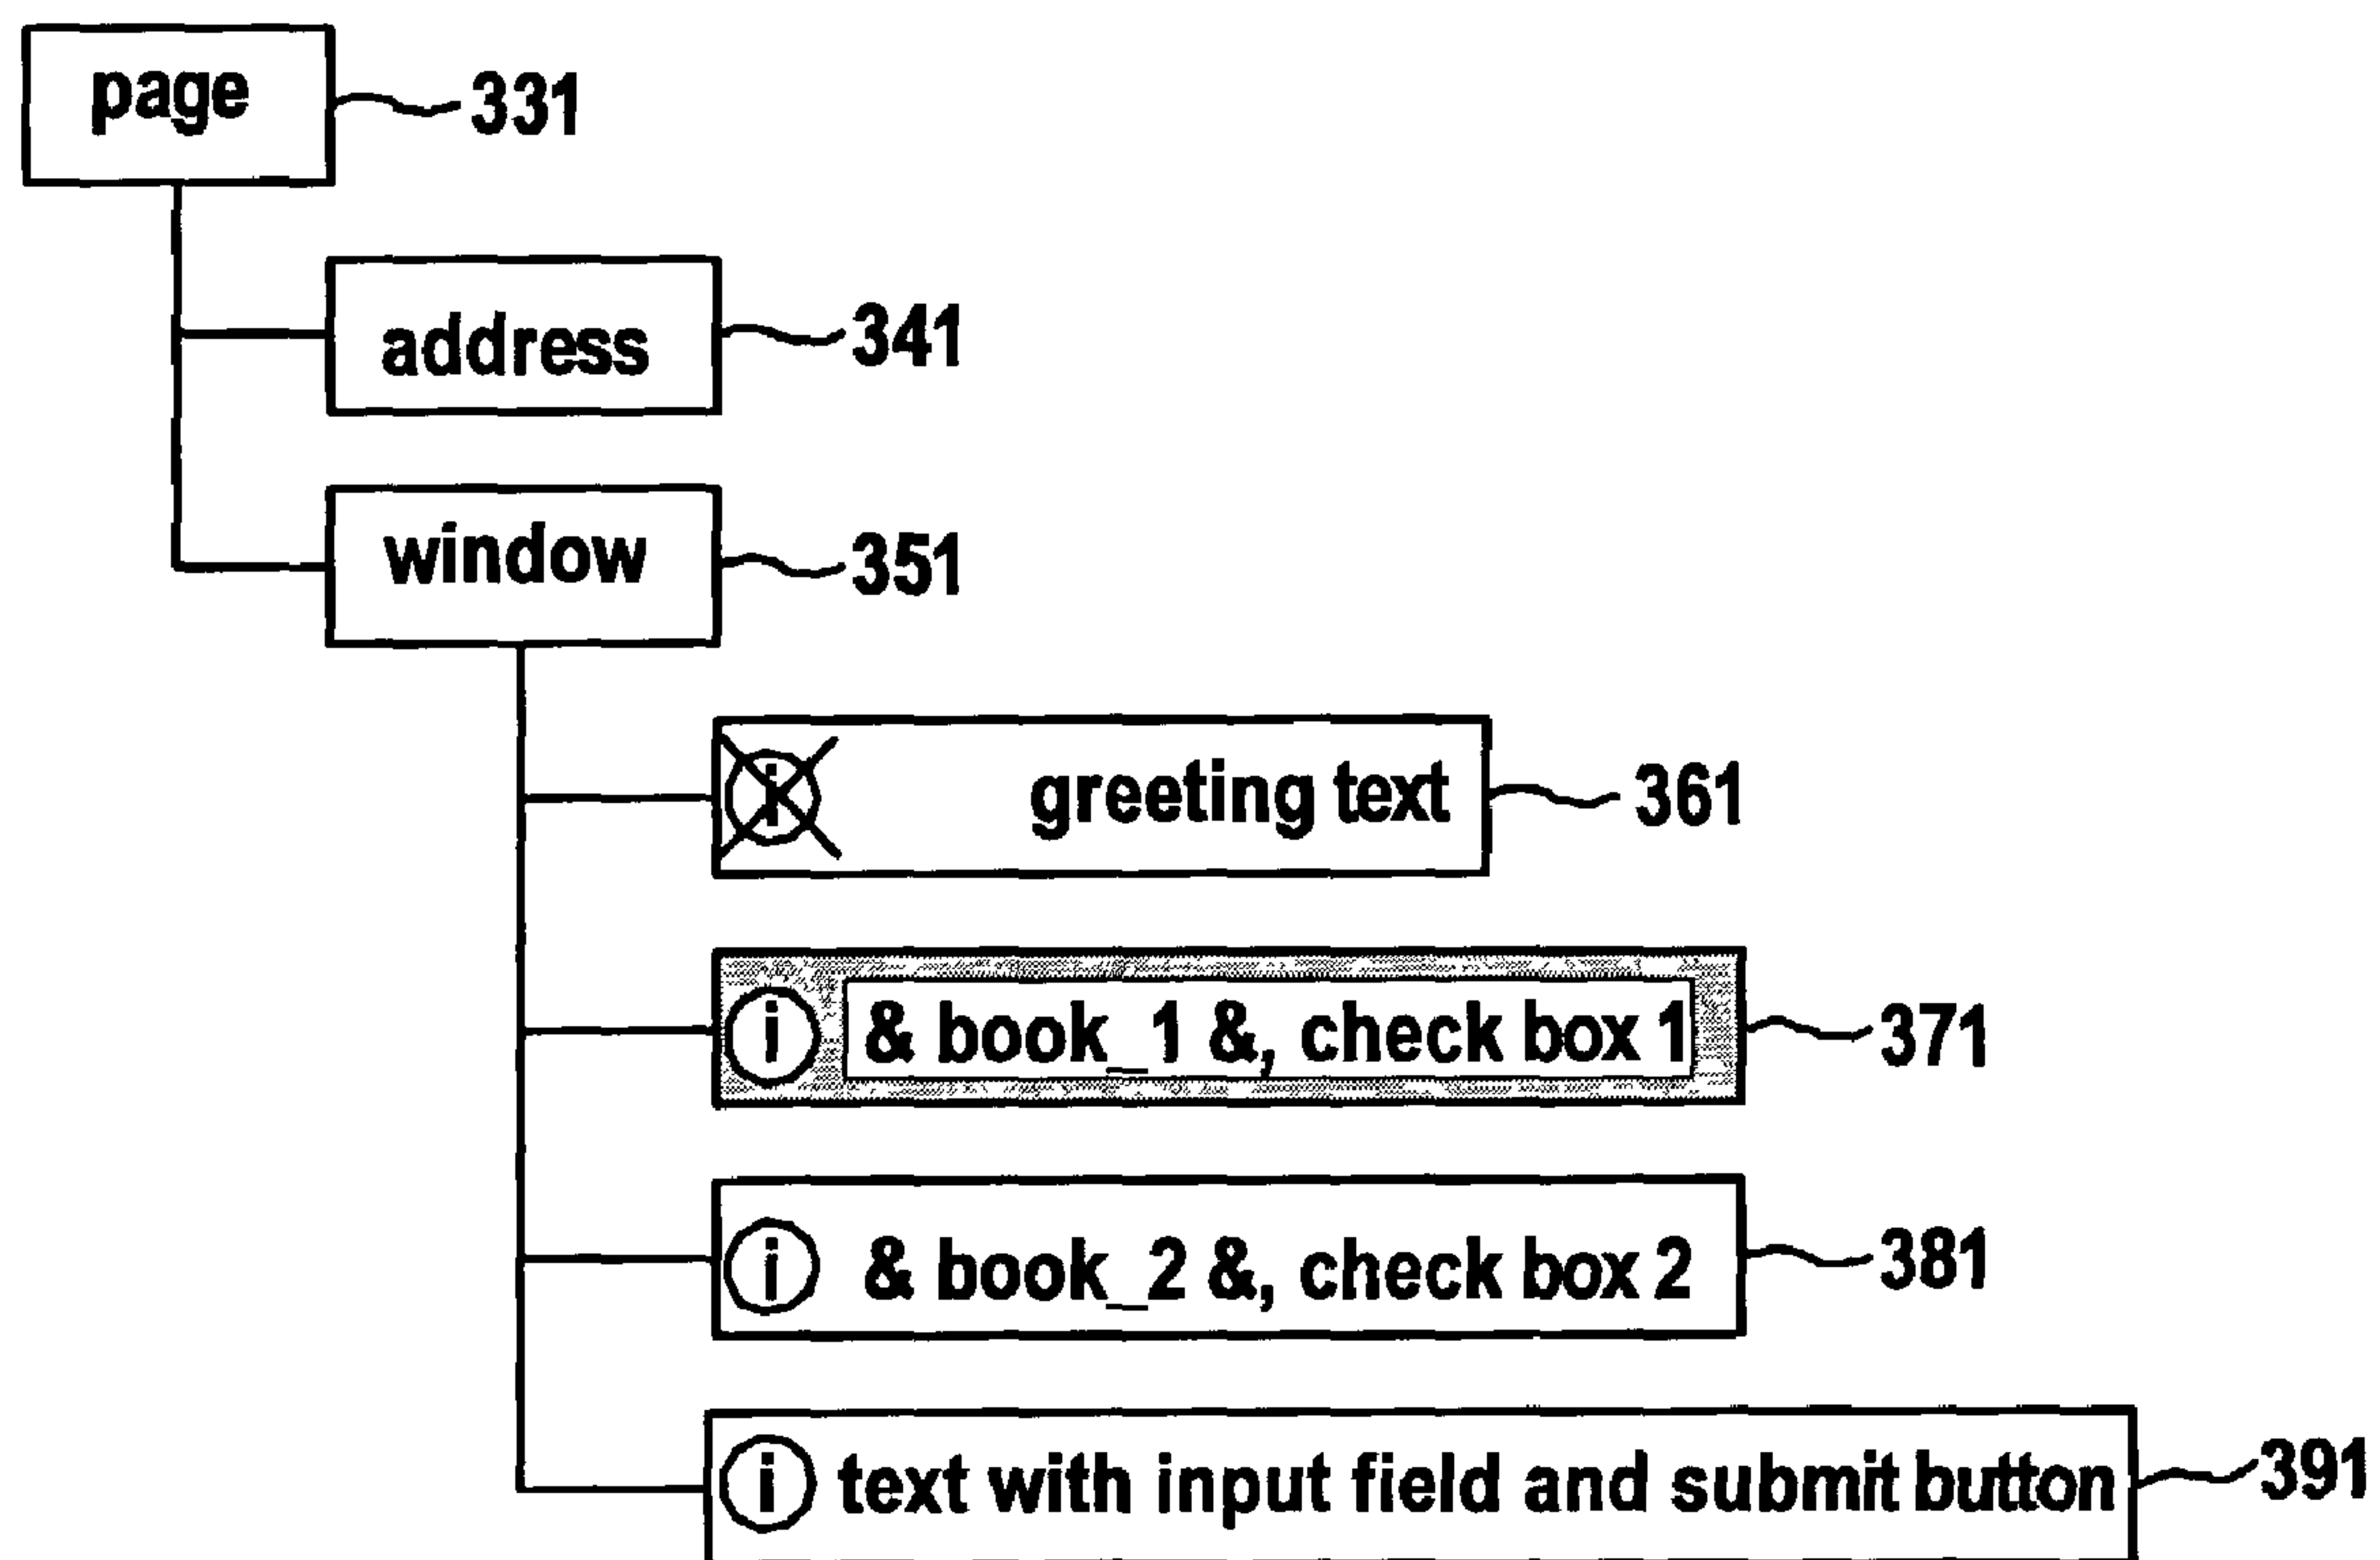 page 331
address 341
window 351
i greeting text 361
i & book_1 &, check box 1 371
i & book_2 &, check box 2 381
i text with input field and submit button 391